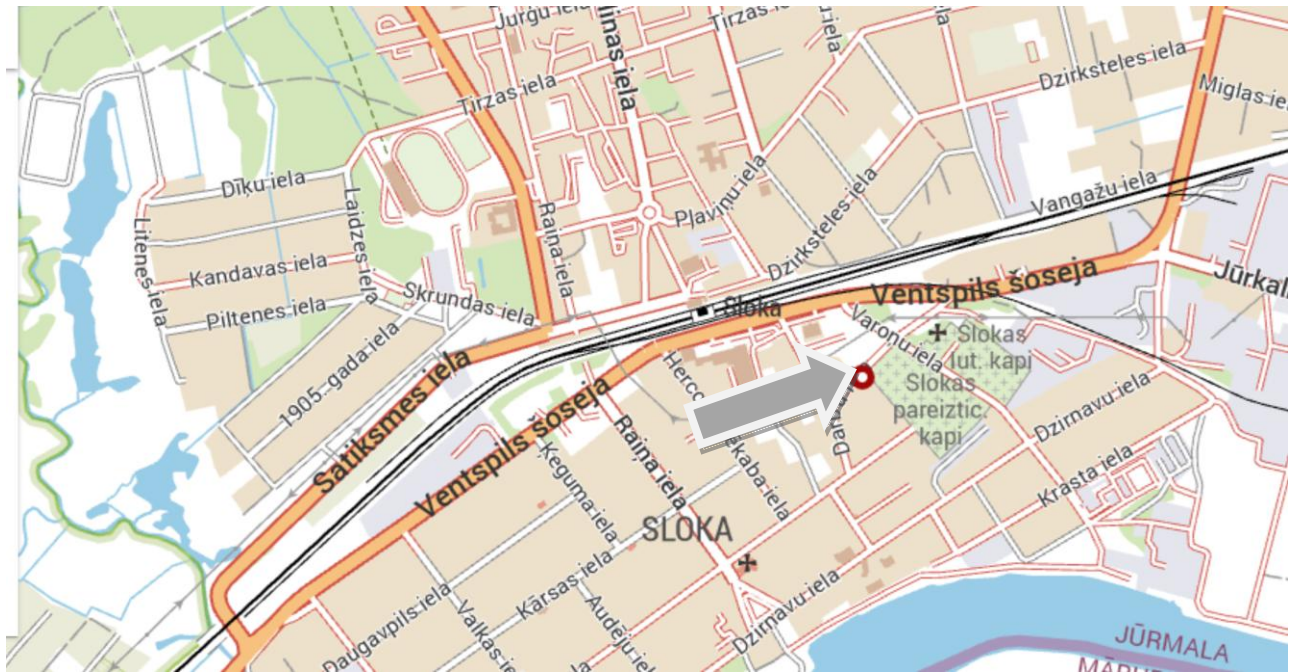 Jurģu iela
Tirzas iela
Dzirksteles iela
Miglas ie
Tirzas iela
Dīķu iela
Laidzes iela
Litenes iela
Kandavas iela
Raiņa iela
Pļaviņu iela
Dzirksteles iela
Vangažu iela
Piltenes iela
Skrundas iela
Sloka
Ventspils šoseja
Jūrkal
Varoņu iela
Slokas
lut. kapi
Slokas
pareiztic.
kapi
1905. gada iela
Satiksmes iela
Ventspils šoseja
Raiņa iela
Ķeguma iela
Dzirnavu iela
Krasta iela
SLOKA
Kārsas iela
Daugavpils iela
Audēju iela
Dzirnavu iela
JŪRMALA